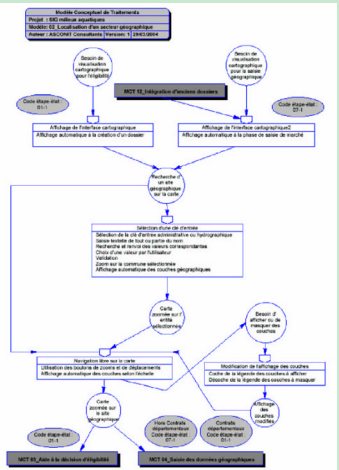 Modèle Conceptuel de Traitements
Projet : SIG milieux aquatiques
Modèle: 02_Localisation d'un secteur géographique
Auteur : ASCONIT Consultants Version: 1 29/03/2004
Besoin de
visualisation
cartographique
pour l'éligibilité
Besoin de
visualisation
cartographique
pour la saisie
géographique
MCT 12_Intégration d'anciens dossiers
Code étape-état
01-1
Code étape-état
07-1
Affichage de l'interface cartographique
Affichage automatique à la création d'un dossier
Affichage de l'interface cartographique2
Affichage automatique à la phase de saisie de marché
Recherche d'
un site
géographique
sur la carte
Sélection d'une clé d'entrée
Sélection de la clé d'entrée administrative ou hydrographique
Saisie textuelle de tout ou partie du nom
Recherche et renvoi des valeurs correspondantes
Choix d'une valeur par l'utilisateur
Validation
Zoom sur la commune sélectionnée
Affichage automatique des couches géographiques
Carte
zoomée sur l'
entité
sélectionnée
Besoin d'
afficher ou de
masquer des
couches
Navigation libre sur la carte
Utilisation des boutons de zooms et de déplacements
Affichage automatique des couches selon l'échelle
Modification de l'affichage des couches
Coche de la légende des couches à afficher
Décoche de la légende des couches à masquer
Carte
zoomée sur
le site
géographique
Affichage
des
couches
modifiés
Code étape-état
01-1
Hors Contrats
départementaux
Code étape-état
07-1
Contrats
départementaux
Code étape-état
01-1
MCT 03_Aide à la décision d'éligibilité
MCT 04_Saisie des données géographiques